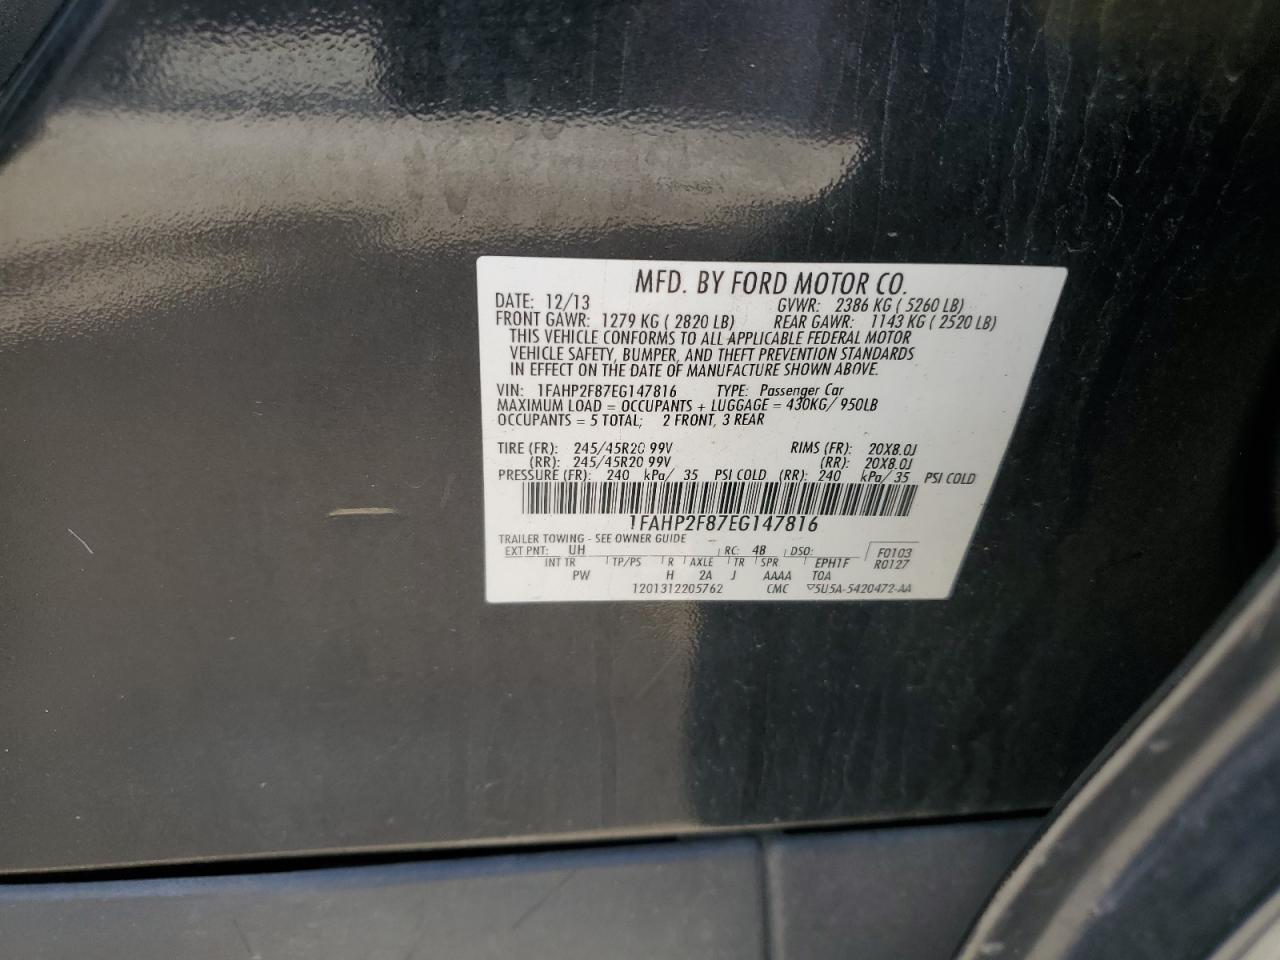 MFD. BY FORD MOTOR CO.
DATE: 12/13 GVWR: 2386 KG ( 5260 LB)
FRONT GAWR: 1279 KG ( 2820 LB) REAR GAWR: 1143 KG ( 2520 LB)
THIS VEHICLE CONFORMS TO ALL APPLICABLE FEDERAL MOTOR
VEHICLE SAFETY, BUMPER, AND THEFT PREVENTION STANDARDS
IN EFFECT ON THE DATE OF MANUFACTURE SHOWN ABOVE.
VIN: 1FAHP2F87EG147816 TYPE: Passenger Car
MAXIMUM LOAD = OCCUPANTS + LUGGAGE = 430KG/ 950LB
OCCUPANTS = 5 TOTAL; 2 FRONT, 3 REAR
TIRE (FR): 245/45R20 99V RIMS (FR): 20X8.0J
(RR): 245/45R20 99V (RR): 20X8.0J
PRESSURE (FR): 240 kPa/ 35 PSI COLD (RR): 240 kPa/ 35 PSI COLD
1FAHP2F87EG147816
TRAILER TOWING - SEE OWNER GUIDE
EXT PNT: UH RC: 48 DSO: F0103
INT TR TP/PS R AXLE TR SPR EPH1F R0127
PW H 2A J AAAA TOA
1201312205762 CMC 5U5A-5420472-AA